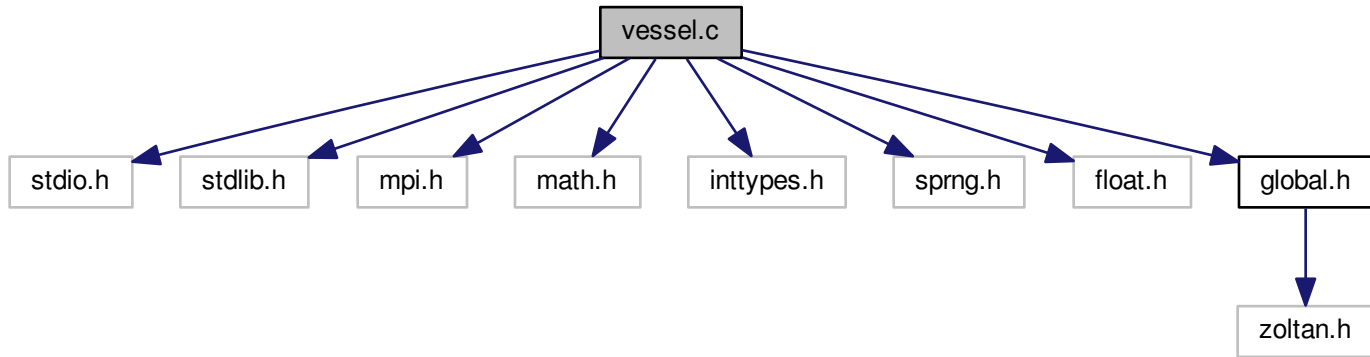 vessel.c
stdio.h
stdlib.h
mpi.h
math.h
inttypes.h
sprng.h
float.h
global.h
zoltan.h